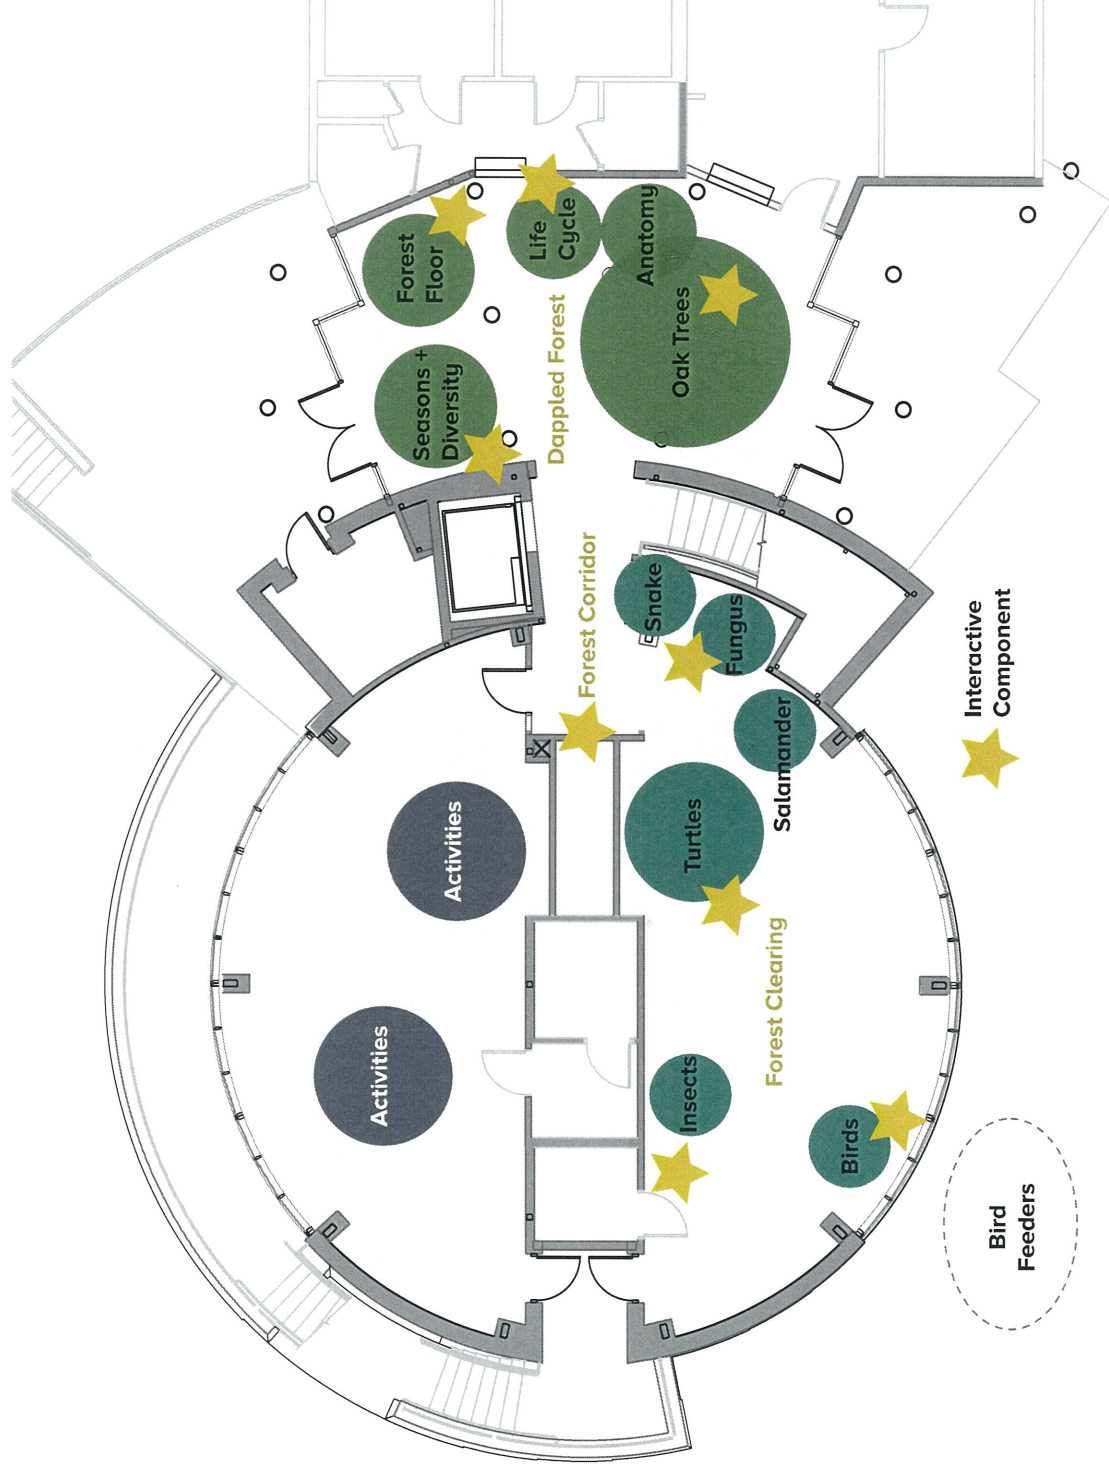 Activities
Activities
Seasons +
Diversity
Forest
Floor
Dappled Forest
Life
Cycle
Forest Corridor
Insects
Turtles
Snake
Oak Trees
Anatomy
Forest Clearing
Fungus
Salamander
Birds
Bird
Feeders
Interactive
Component